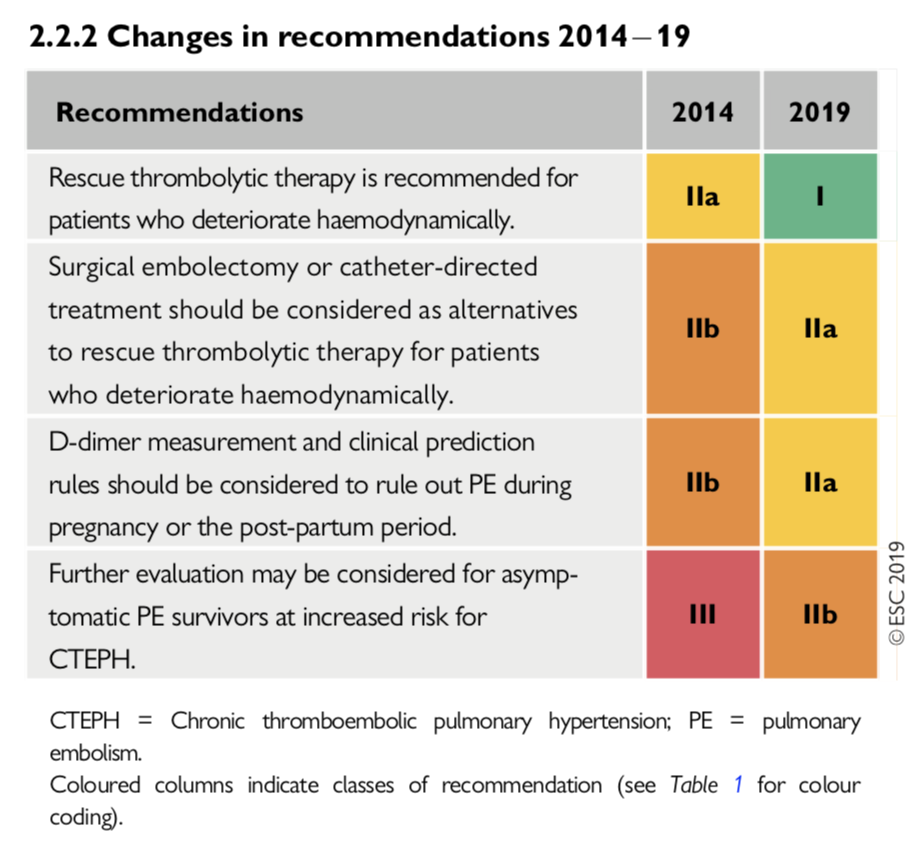 2.2.2 Changes in recommendations 2014–19
Recommendations 2014 2019
Rescue thrombolytic therapy is recommended for
patients who deteriorate haemodynamically.
IIa I
Surgical embolectomy or catheter-directed
treatment should be considered as alternatives
to rescue thrombolytic therapy for patients
who deteriorate haemodynamically.
IIb IIa
D-dimer measurement and clinical prediction
rules should be considered to rule out PE during
pregnancy or the post-partum period.
IIb IIa
Further evaluation may be considered for asymp-
tomatic PE survivors at increased risk for
CTEPH.
III IIb
©ESC 2019
CTEPH = Chronic thromboembolic pulmonary hypertension; PE = pulmonary
embolism.
Coloured columns indicate classes of recommendation (see Table 1 for colour
coding).